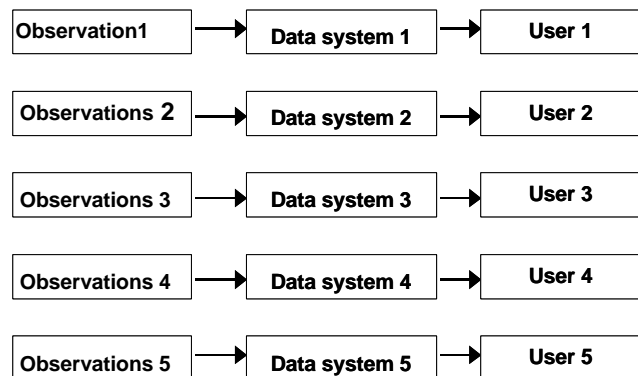 Observation1 Data system 1 User 1
Observations 2 Data system 2 User 2
Observations 3 Data system 3 User 3
Observations 4 Data system 4 User 4
Observations 5 Data system 5 User 5